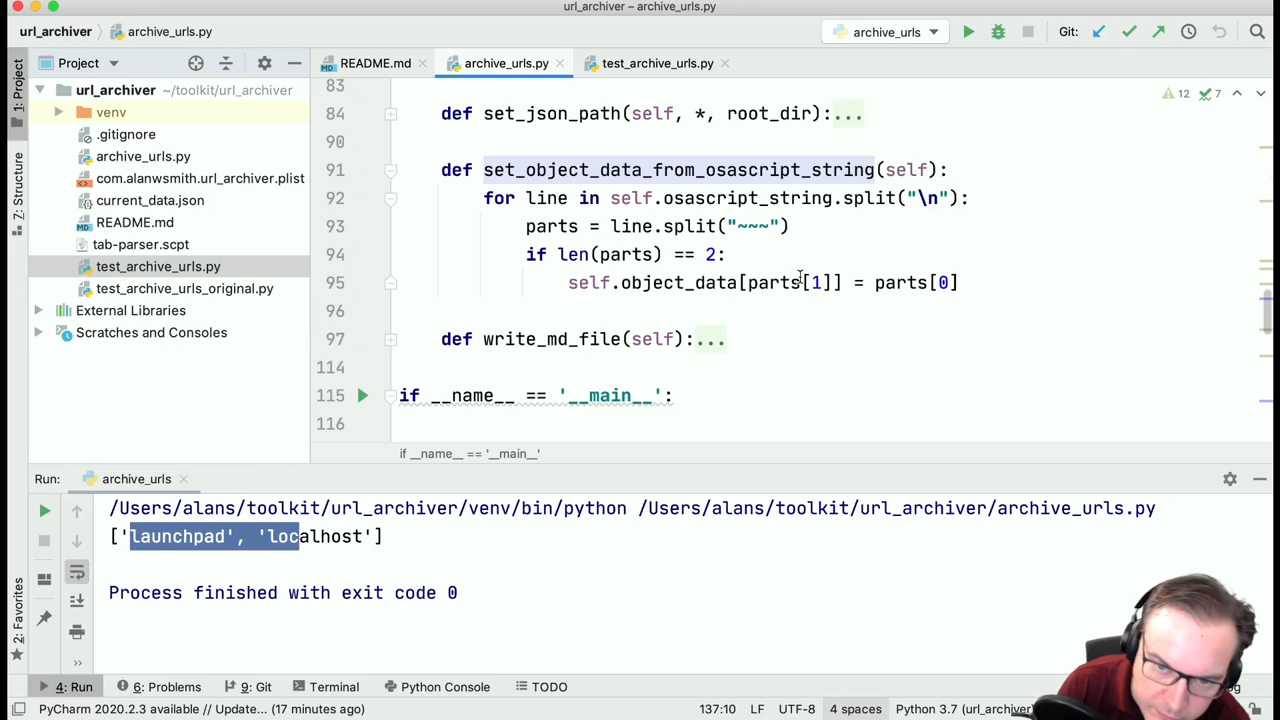 url_archiver – archive_urls.py
url_archiver archive_urls.py archive_urls Git:
1: Project
Project README.md archive_urls.py test_archive_urls.py
url_archiver ~/toolkit/url_archiver
venv
.gitignore
archive_urls.py
com.alanwsmith.url_archiver.plist
current_data.json
README.md
tab-parser.scpt
test_archive_urls.py
test_archive_urls_original.py
External Libraries
Scratches and Consoles
7: Structure
2: Favorites
12 7
83
84 def set_json_path(self, *, root_dir):...
90
91 def set_object_data_from_osascript_string(self):
92 for line in self.osascript_string.split("\n"):
93 parts = line.split("~~~")
94 if len(parts) == 2:
95 self.object_data[parts[1]] = parts[0]
96
97 def write_md_file(self):...
114
115 if __name__ == '__main__':
116
if __name__ == '__main__'
Run: archive_urls
/Users/alans/toolkit/url_archiver/venv/bin/python /Users/alans/toolkit/url_archiver/archive_urls.py
['launchpad', 'localhost']
Process finished with exit code 0
4: Run 6: Problems 9: Git Terminal Python Console TODO
PyCharm 2020.2.3 available // Update... (17 minutes ago) 137:10 LF UTF-8 4 spaces Python 3.7 (url_archiver)